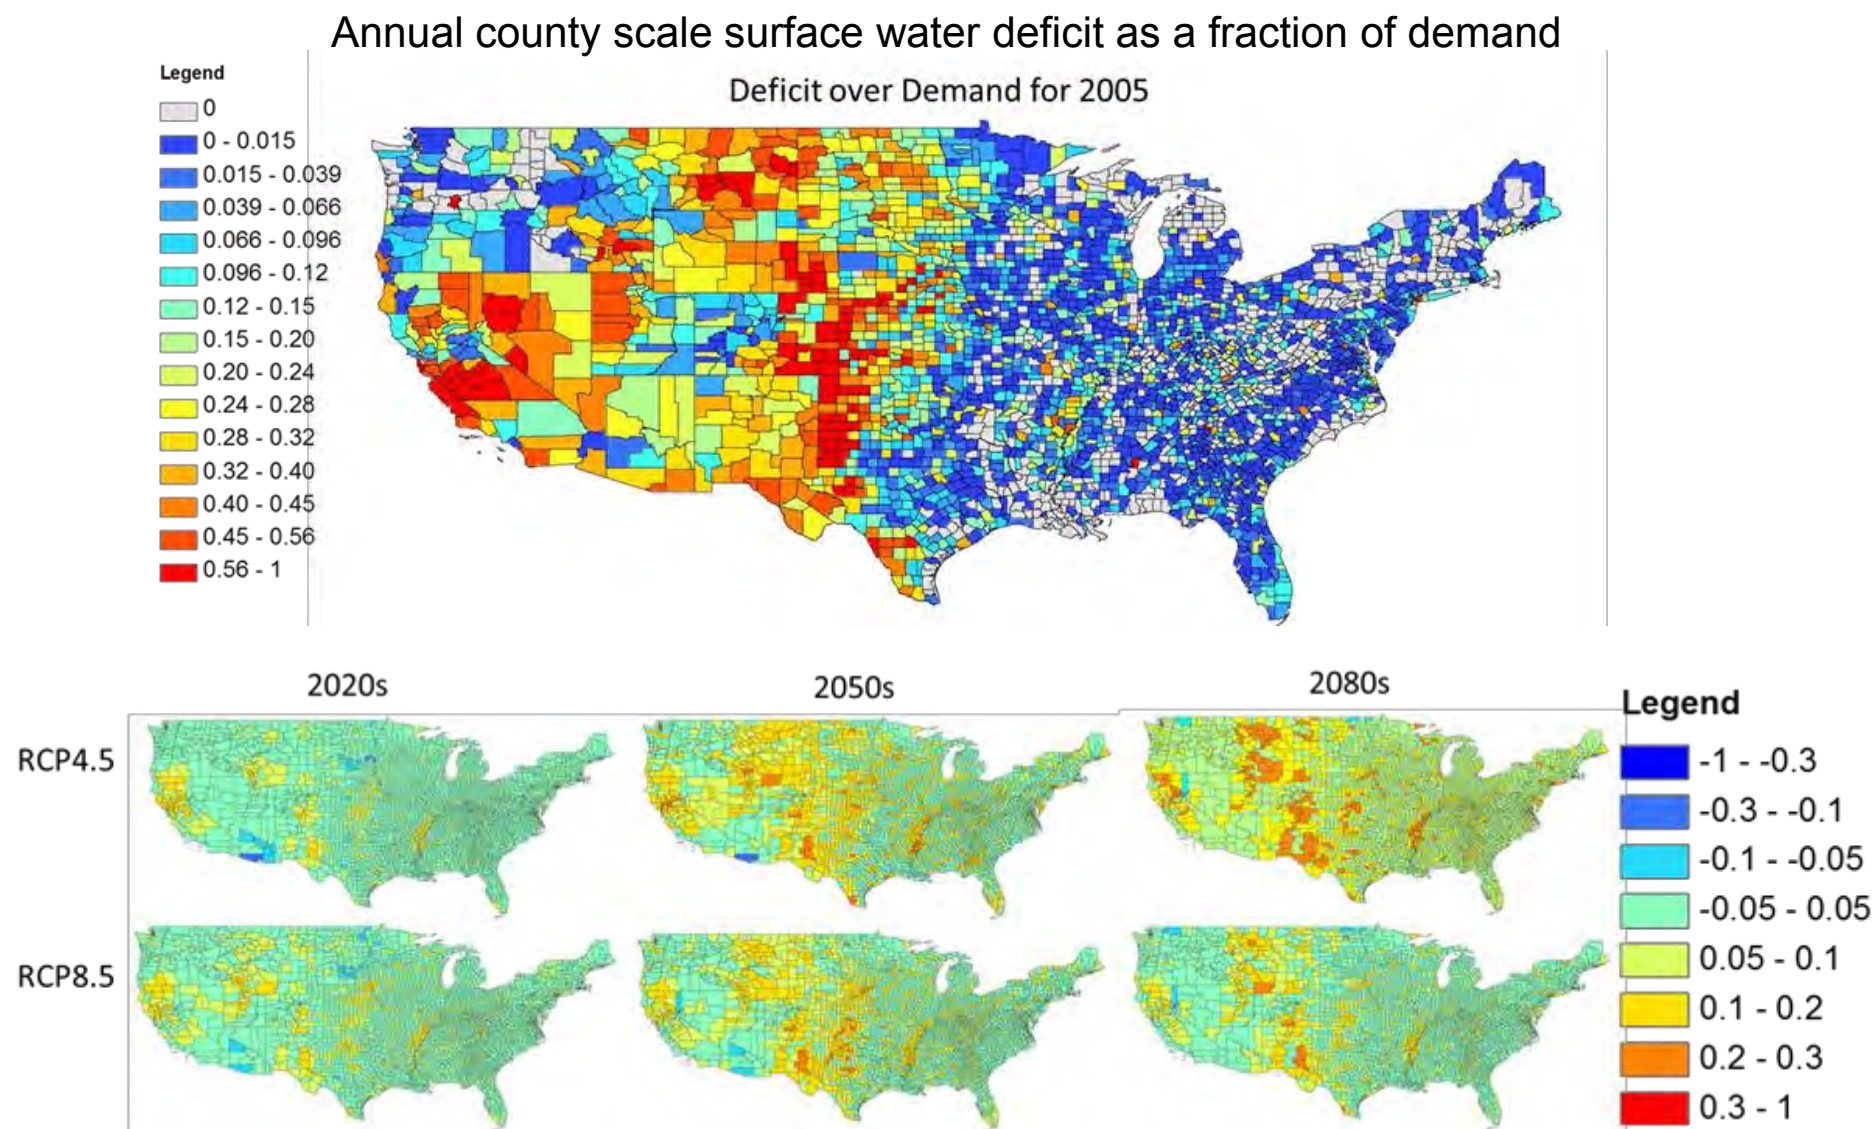 Annual county scale surface water deficit as a fraction of demand
Legend
Deficit over Demand for 2005
0
0 - 0.015
0.015 - 0.039
0.039 - 0.066
0.066 - 0.096
0.096 - 0.12
0.12 - 0.15
0.15 - 0.20
0.20 - 0.24
0.24 - 0.28
0.28 - 0.32
0.32 - 0.40
0.40 - 0.45
0.45 - 0.56
0.56 - 1
2020s
2050s
2080s
Legend
RCP4.5
RCP8.5
-1 - -0.3
-0.3 - -0.1
-0.1 - -0.05
-0.05 - 0.05
0.05 - 0.1
0.1 - 0.2
0.2 - 0.3
0.3 - 1